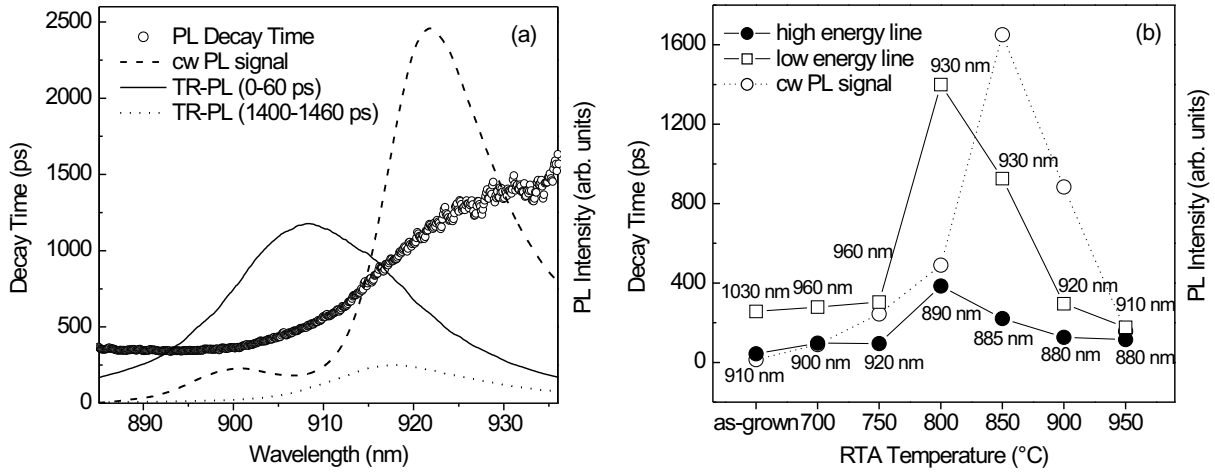 (a)
PL Decay Time
cw PL signal
TR-PL (0-60 ps)
TR-PL (1400-1460 ps)
2500
2000
1500
1000
500
0
Decay Time (ps)
PL Intensity (arb. units)
890
900
910
920
930
Wavelength (nm)
(b)
high energy line
low energy line
cw PL signal
1600
1200
800
400
0
Decay Time (ps)
PL Intensity (arb. units)
930 nm
930 nm
960 nm
1030 nm
960 nm
920 nm
910 nm
890 nm
885 nm
910 nm
900 nm
920 nm
880 nm
880 nm
as-grown
700
750
800
850
900
950
RTA Temperature (°C)